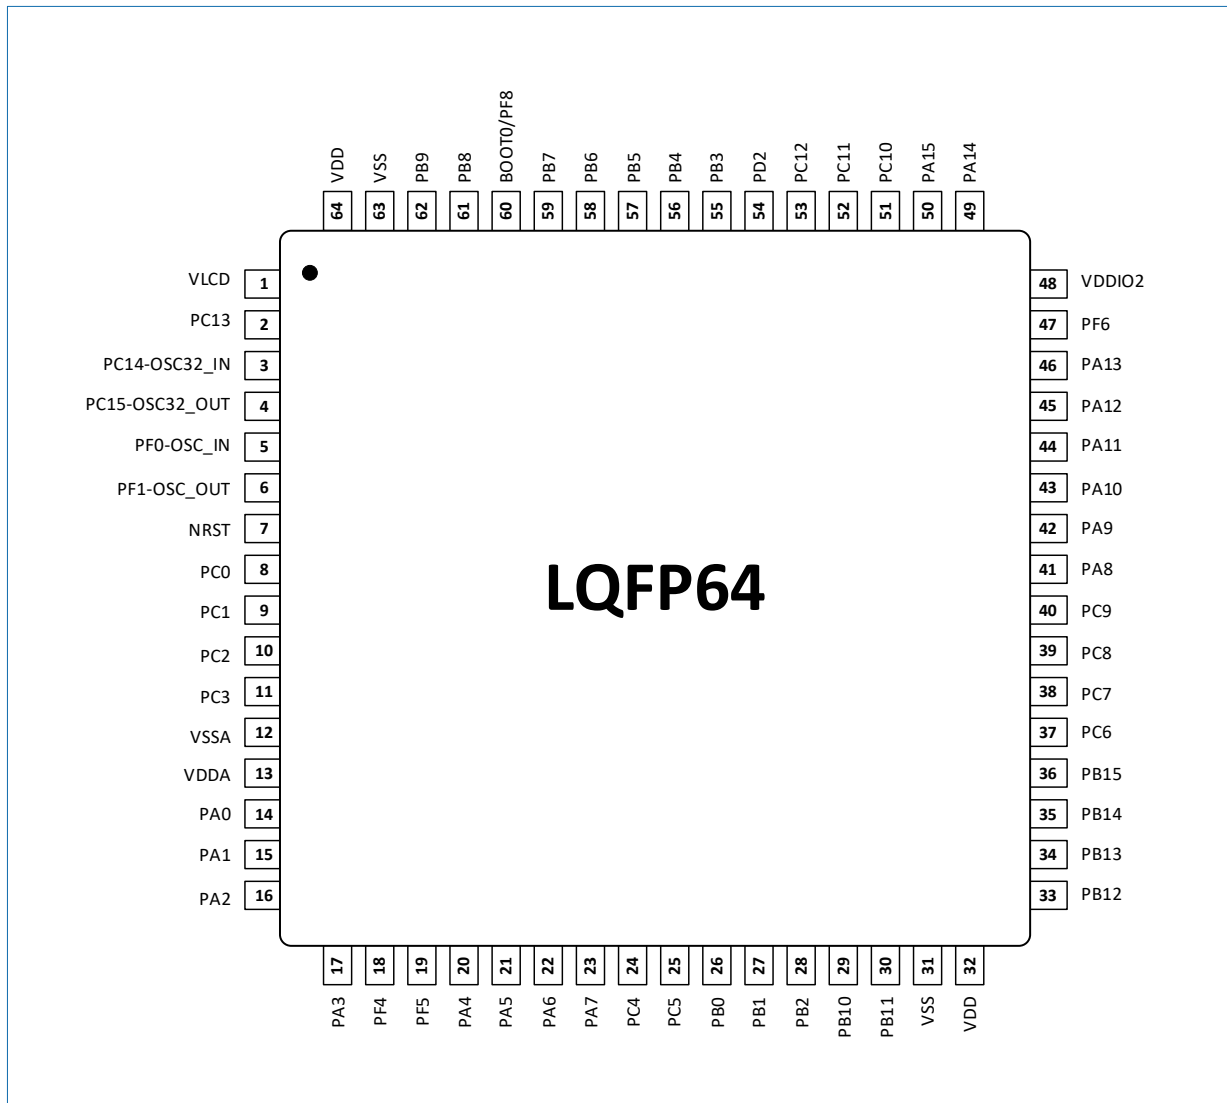 VDD
VSS
PB9
PB8
BOOT0/PF8
PB7
PB6
PB5
PB4
PB3
PD2
PC12
PC11
PC10
PA15
PA14
64
63
62
61
60
59
58
57
56
55
54
53
52
51
50
49
VLCD 1
PC13 2
PC14-OSC32_IN 3
PC15-OSC32_OUT 4
PF0-OSC_IN 5
PF1-OSC_OUT 6
NRST 7
PC0 8
PC1 9
PC2 10
PC3 11
VSSA 12
VDDA 13
PA0 14
PA1 15
PA2 16
LQFP64
48 VDDIO2
47 PF6
46 PA13
45 PA12
44 PA11
43 PA10
42 PA9
41 PA8
40 PC9
39 PC8
38 PC7
37 PC6
36 PB15
35 PB14
34 PB13
33 PB12
17
18
19
20
21
22
23
24
25
26
27
28
29
30
31
32
PA3
PF4
PF5
PA4
PA5
PA6
PA7
PC4
PC5
PB0
PB1
PB2
PB10
PB11
VSS
VDD